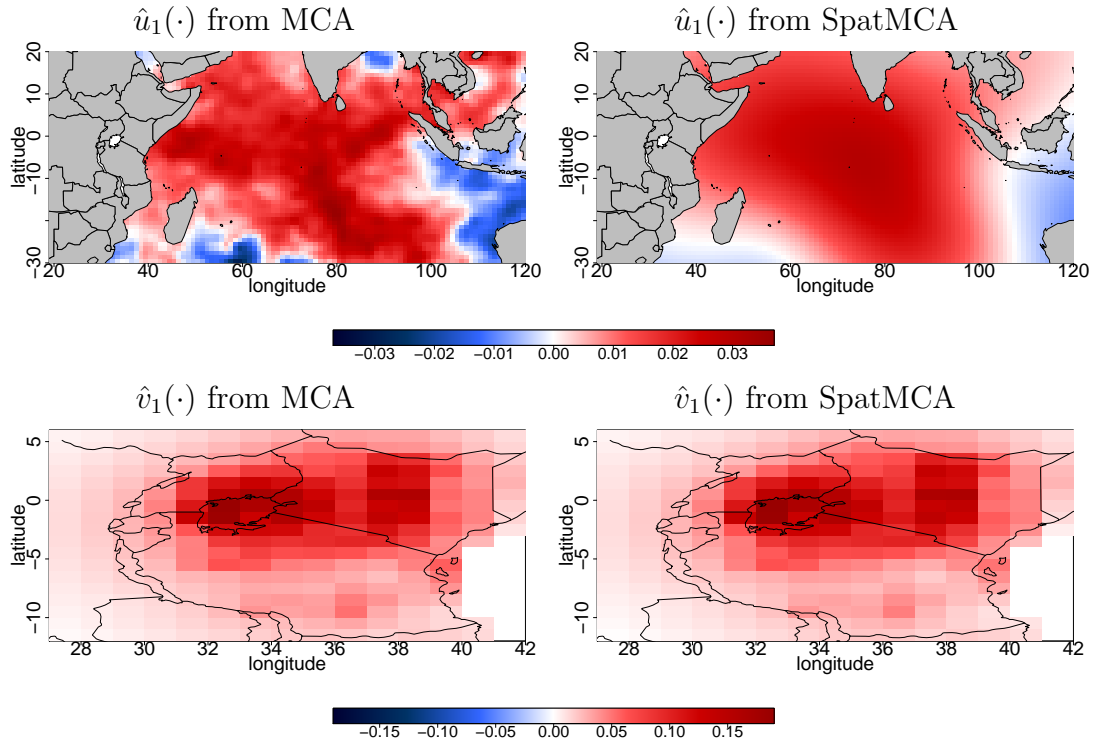 û₁(·) from MCA
û₁(·) from SpatMCA
20
10
0
−10
−30
latitude
20 40 60 80 100 120
longitude
20
10
0
−10
−30
latitude
20 40 60 80 100 120
longitude
−0.03 −0.02 −0.01 0.00 0.01 0.02 0.03
v̂₁(·) from MCA
v̂₁(·) from SpatMCA
5
0
−5
−10
latitude
28 30 32 34 36 38 40 42
longitude
5
0
−5
−10
latitude
28 30 32 34 36 38 40 42
longitude
−0.15 −0.10 −0.05 0.00 0.05 0.10 0.15